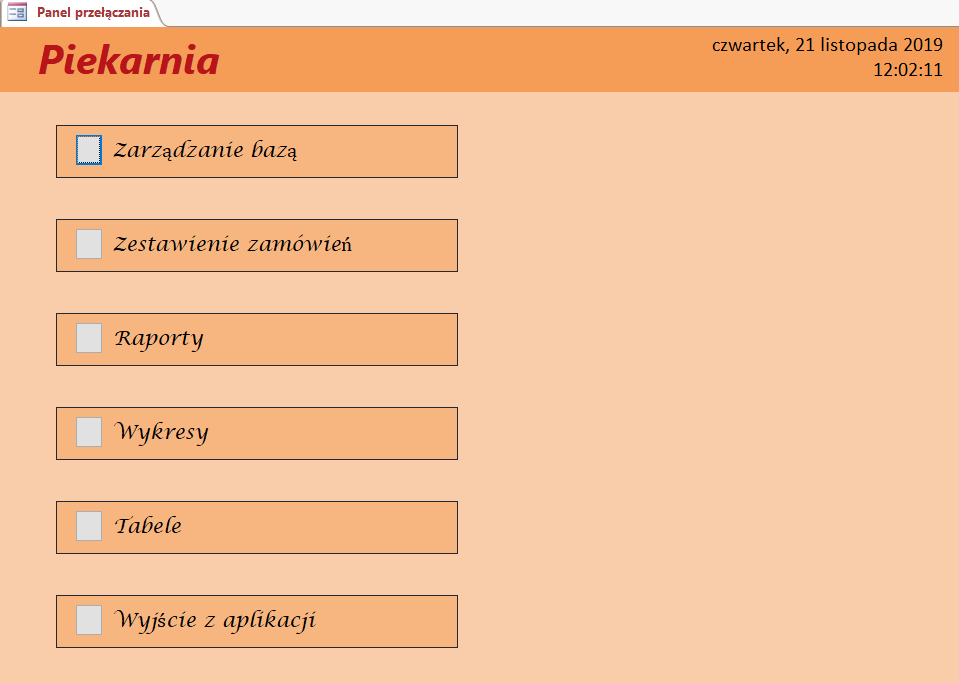 Panel przełączania
Piekarnia
czwartek, 21 listopada 2019
12:02:11
Zarządzanie bazą
Zestawienie zamówień
Raporty
Wykresy
Tabele
Wyjście z aplikacji